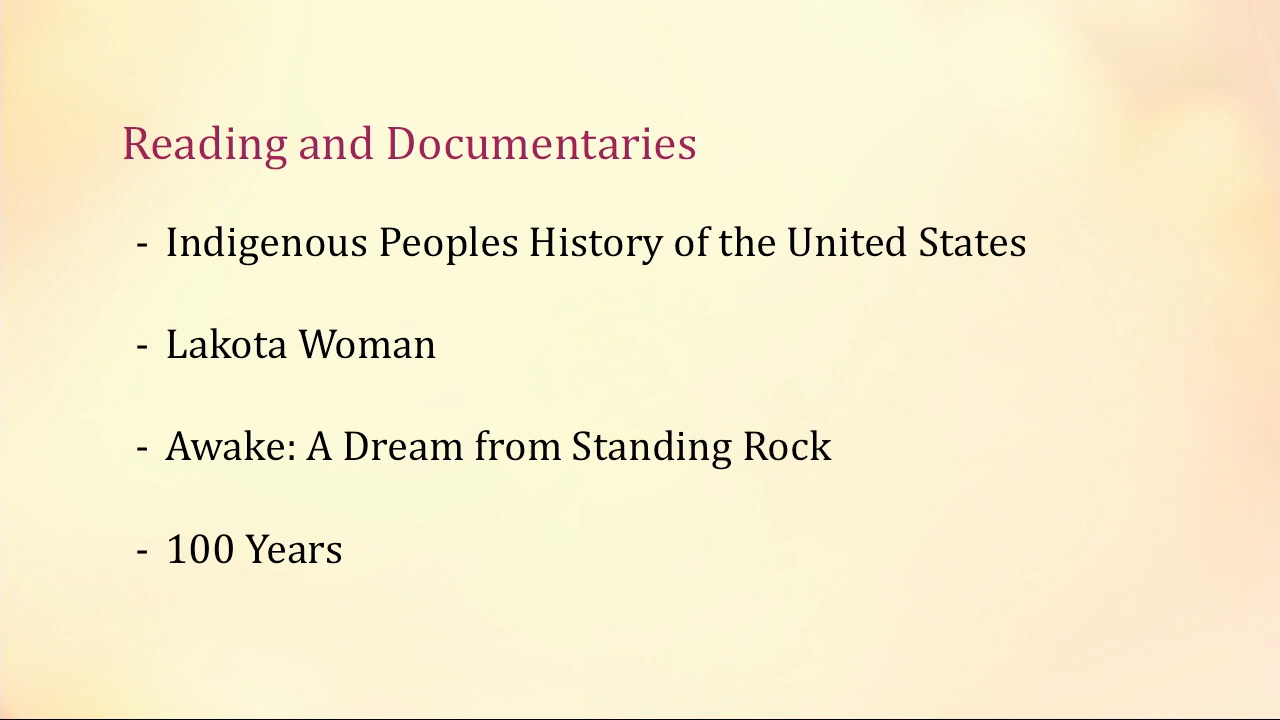 Reading and Documentaries
- Indigenous Peoples History of the United States
- Lakota Woman
- Awake: A Dream from Standing Rock
- 100 Years